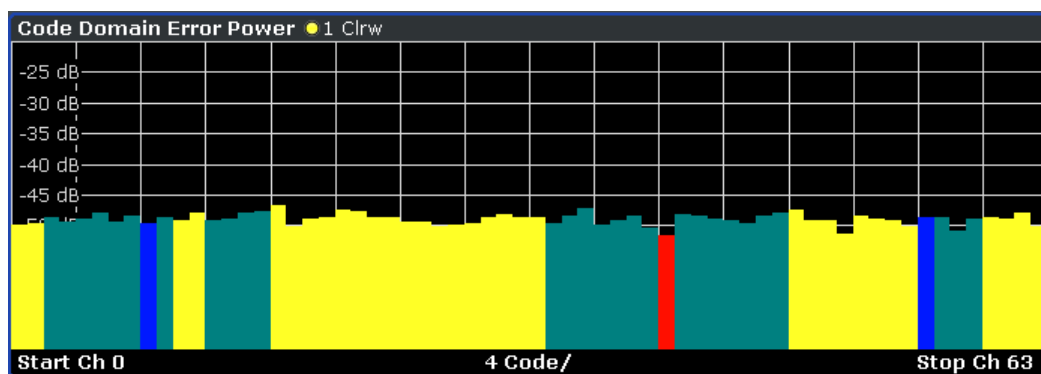 Code Domain Error Power 1 Clrw
-25 dB
-30 dB
-35 dB
-40 dB
-45 dB
Start Ch 0 4 Code/ Stop Ch 63